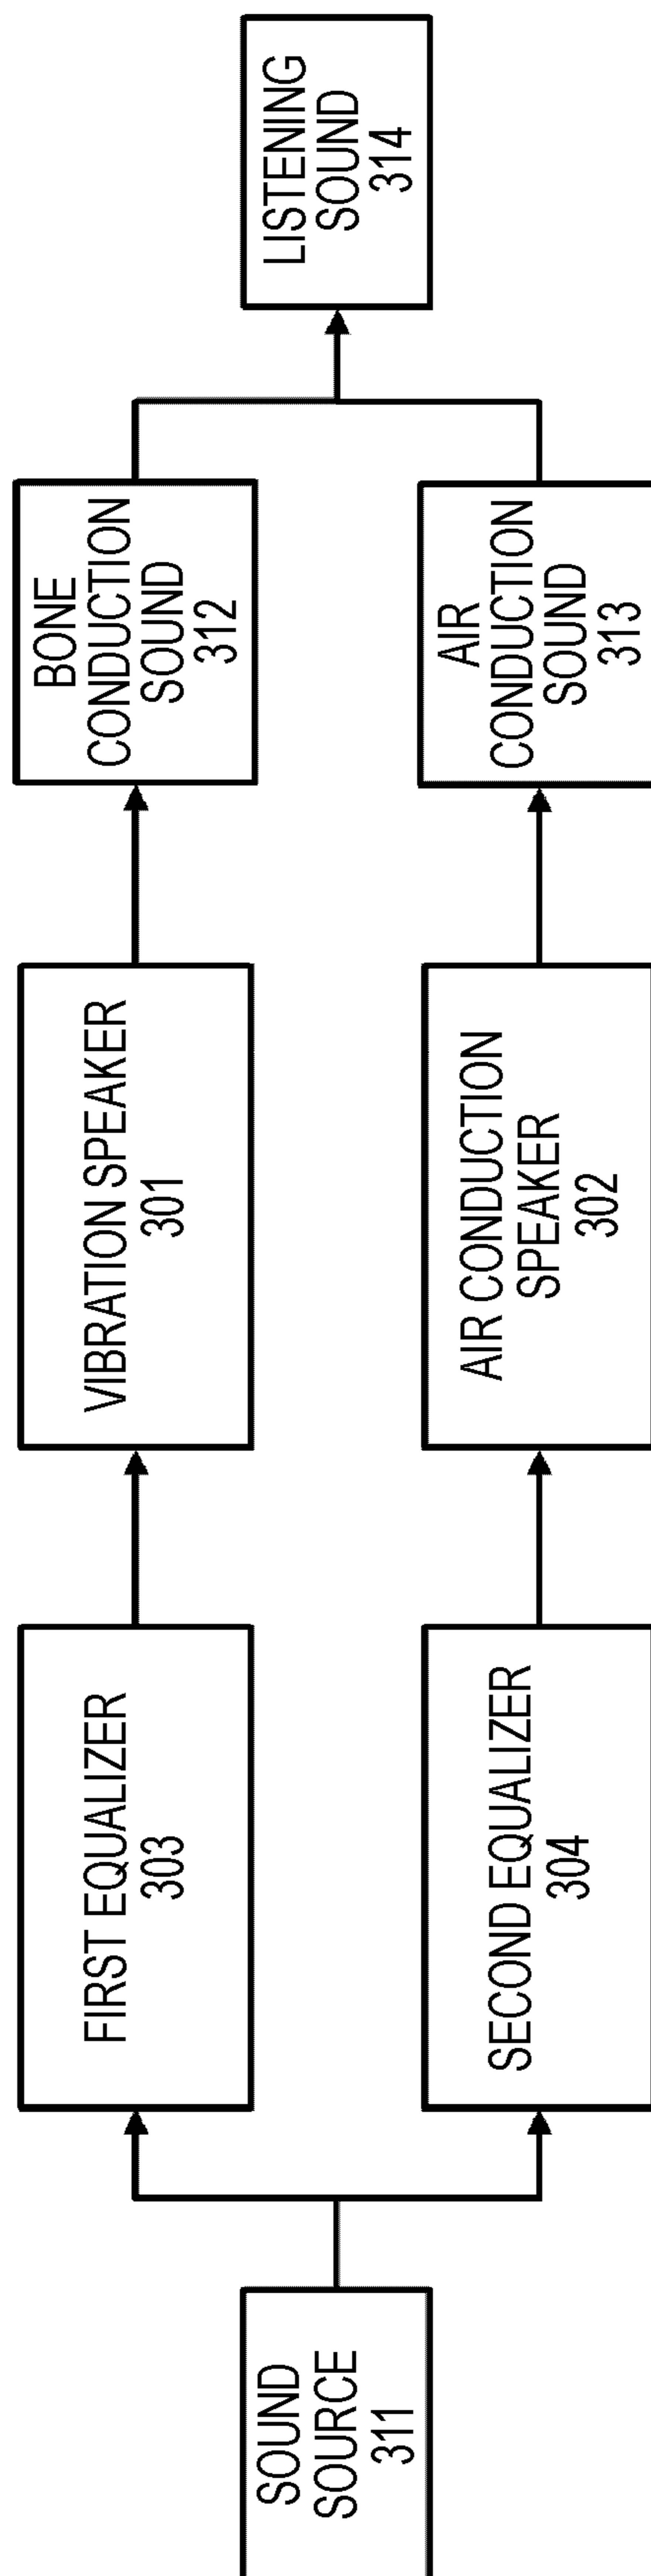 SOUND
SOURCE
311
FIRST EQUALIZER
303
SECOND EQUALIZER
304
VIBRATION SPEAKER
301
AIR CONDUCTION
SPEAKER
302
BONE
CONDUCTION
SOUND
312
AIR
CONDUCTION
SOUND
313
LISTENING
SOUND
314